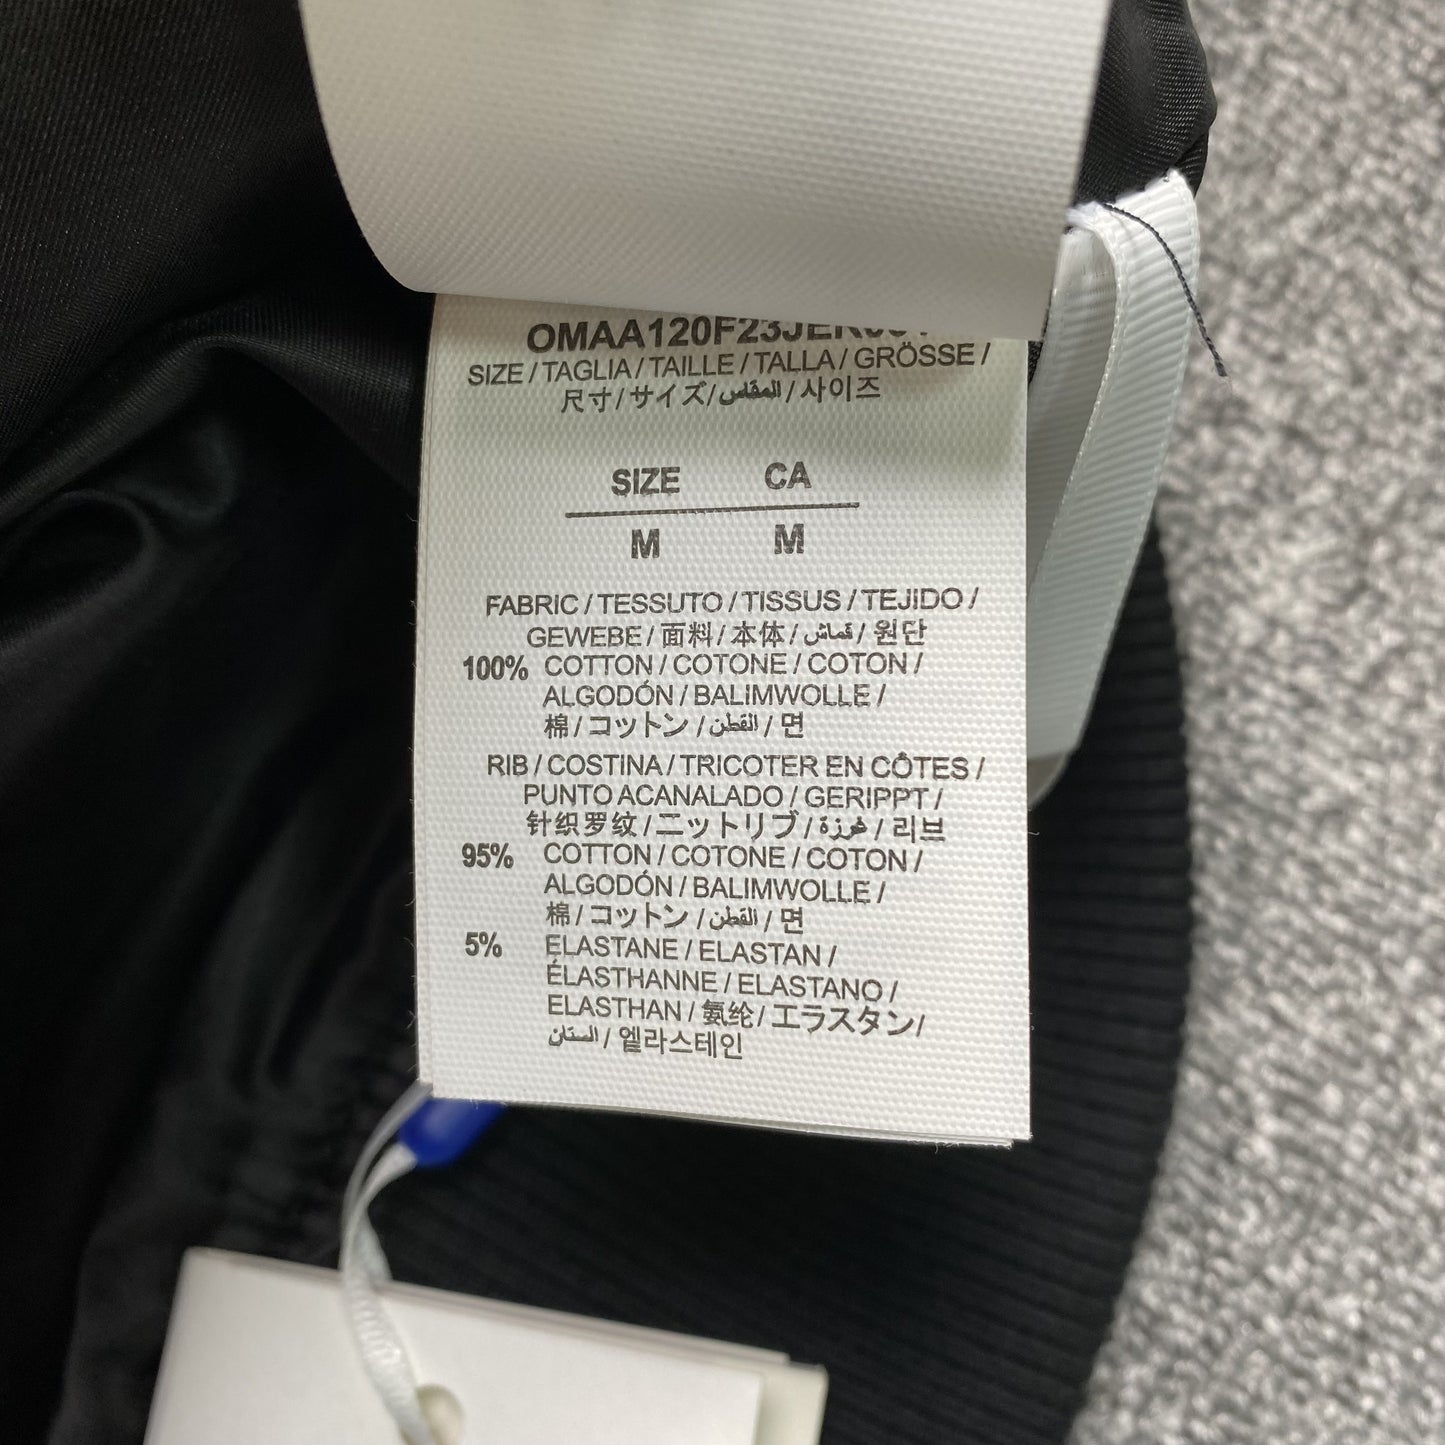 OMAA120F23JER
SIZE / TAGLIA / TAILLE / TALLA / GRÖSSE /
尺寸 / サイズ / المقاس / 사이즈
SIZE CA
M M
FABRIC / TESSUTO / TISSUS / TEJIDO /
GEWEBE / 面料 / 本体 / قماش / 원단
100% COTTON / COTONE / COTON /
ALGODÓN / BALIMWOLLE /
棉 / コットン / القطن / 면
RIB / COSTINA / TRICOTER EN CÔTES /
PUNTO ACANALADO / GERIPPT /
针织罗纹 / ニットリブ / غرزة / 리브
95% COTTON / COTONE / COTON /
ALGODÓN / BALIMWOLLE /
棉 / コットン / القطن / 면
5% ELASTANE / ELASTAN /
ÉLASTHANNE / ELASTANO /
ELASTHAN / 氨纶 / エラスタン /
السنان / 엘라스테인